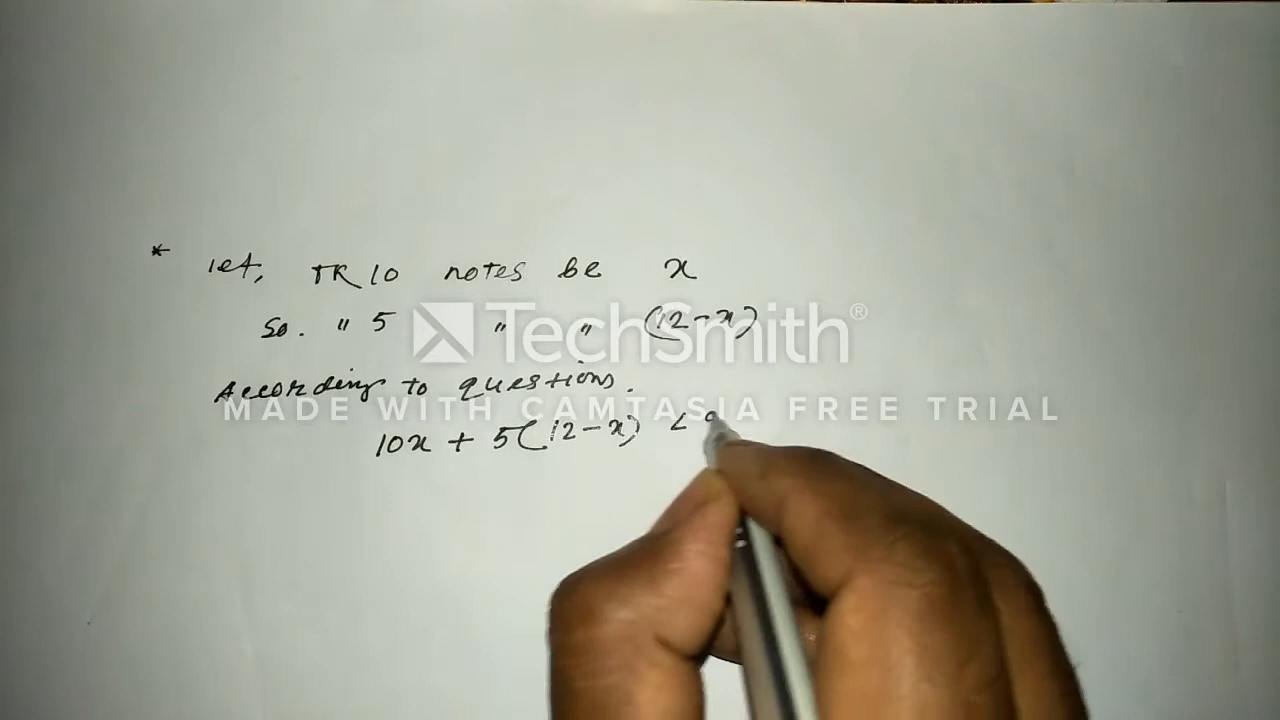 * let, TK 10 notes be x
So. " 5 " " (12-x)
TechSmith®
According to questions.
MADE WITH CAMTASIA FREE TRIAL
10x + 5(12-x) <